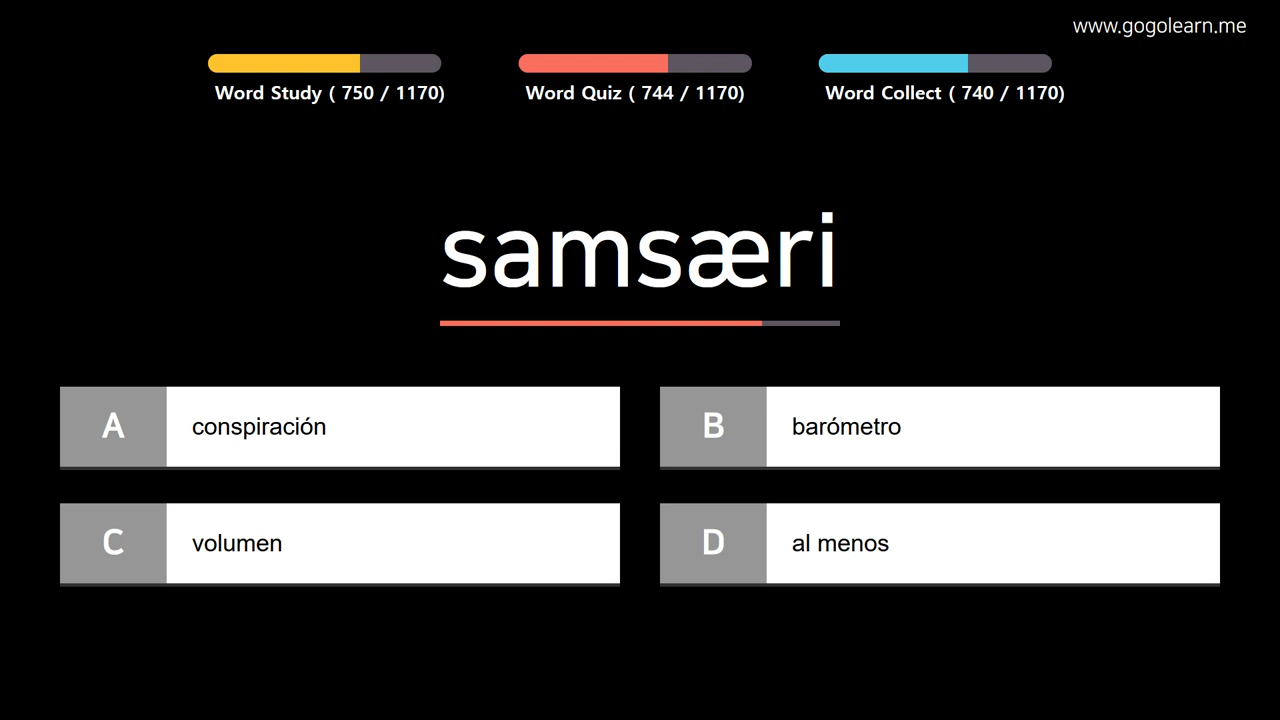 www.gogolearn.me
Word Study ( 750 / 1170)
Word Quiz ( 744 / 1170)
Word Collect ( 740 / 1170)
samsæri
A conspiración
B barómetro
C volumen
D al menos